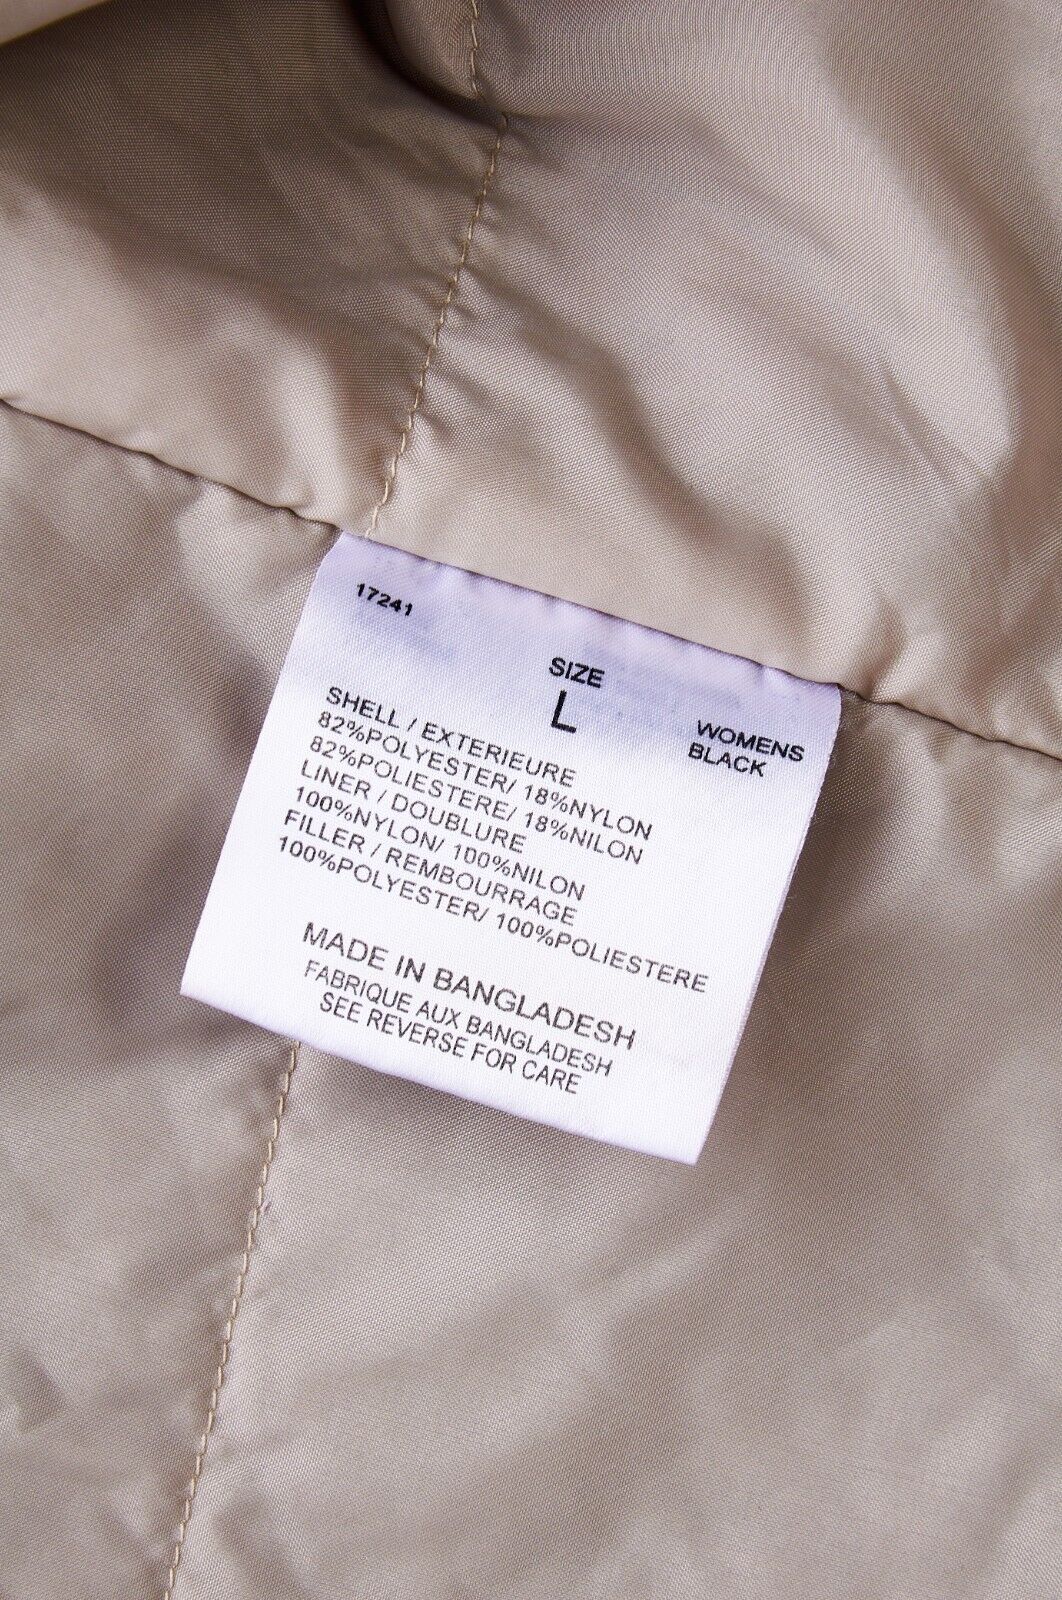 17241
SIZE
L
WOMENS
BLACK
SHELL / EXTERIEURE
82%POLYESTER/ 18%NYLON
82%POLIESTERE/ 18%NILON
LINER / DOUBLURE
100%NYLON/ 100%NILON
FILLER / REMBOURRAGE
100%POLYESTER/ 100%POLIESTERE
MADE IN BANGLADESH
FABRIQUE AUX BANGLADESH
SEE REVERSE FOR CARE